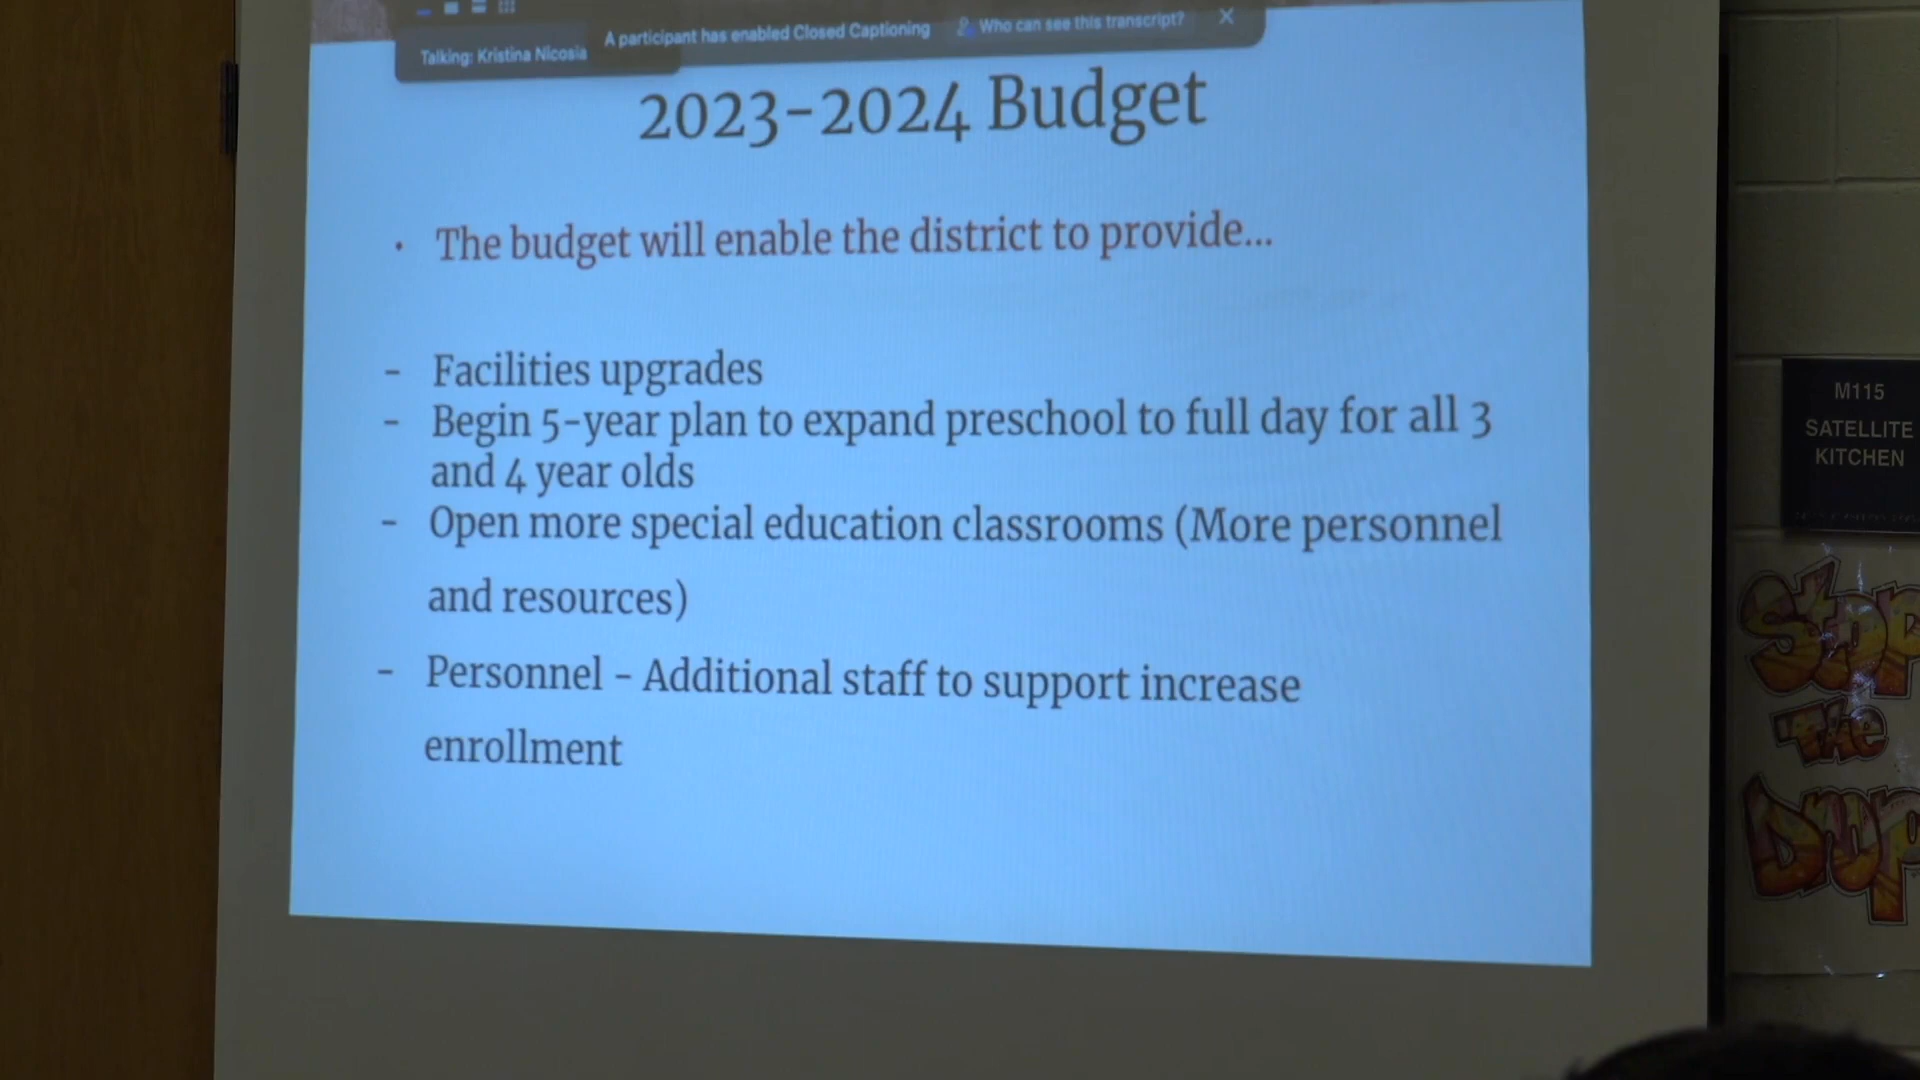 A participant has enabled Closed Captioning
Who can see this transcript?
Talking: Kristina Nicosia
2023-2024 Budget
• The budget will enable the district to provide...
- Facilities upgrades
- Begin 5-year plan to expand preschool to full day for all 3
and 4 year olds
- Open more special education classrooms (More personnel
and resources)
- Personnel - Additional staff to support increase
enrollment
M115
SATELLITE
KITCHEN
Stop
The
Drop